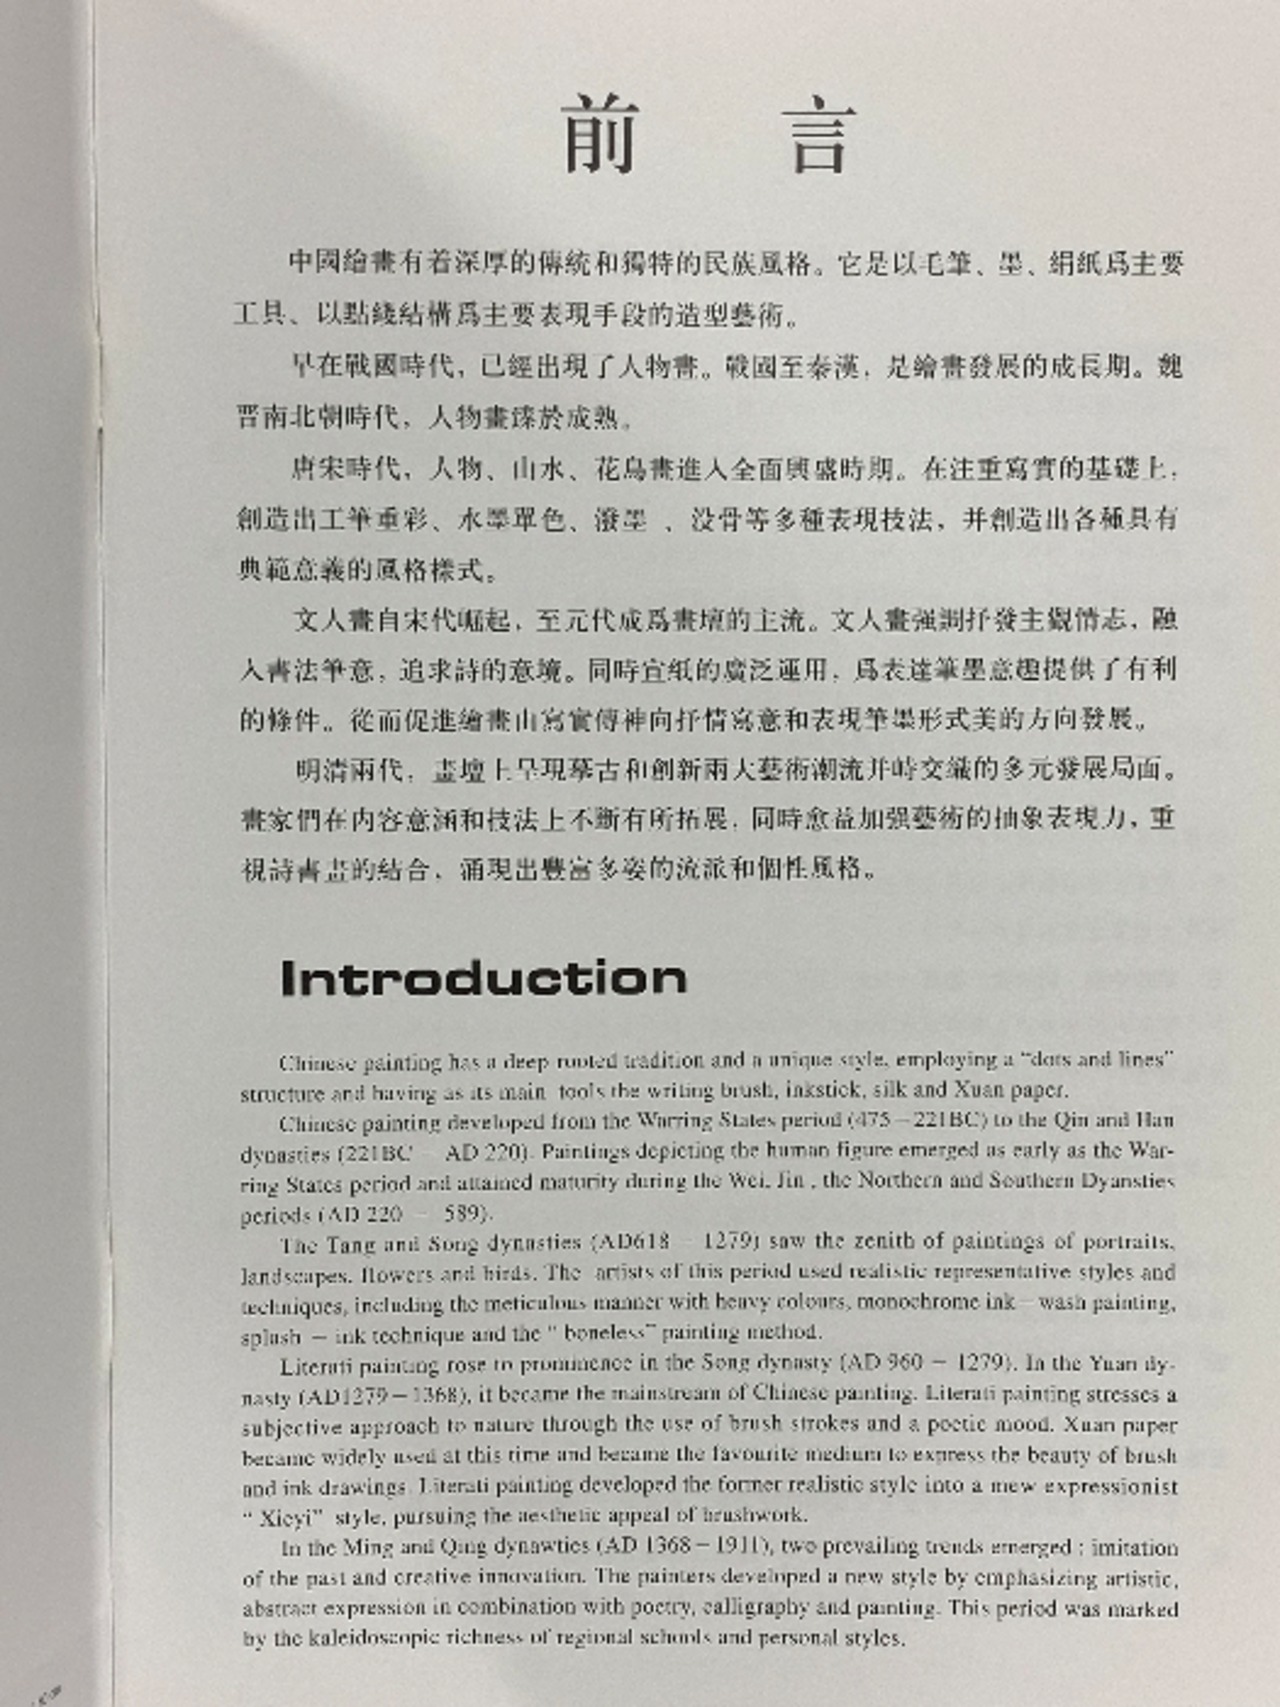 前 言
中國繪畫有着深厚的傳統和獨特的民族風格。它是以毛筆、墨、絹紙爲主要
工具、以點綫結構爲主要表現手段的造型藝術。
早在戰國時代，已經出現了人物畫。戰國至秦漢，是繪畫發展的成長期。魏
晋南北朝時代，人物畫臻於成熟。
唐宋時代，人物、山水、花鳥畫進入全面興盛時期。在注重寫實的基礎上，
創造出工筆重彩、水墨單色、潑墨 、没骨等多種表現技法，并創造出各種具有
典範意義的風格樣式。
文人畫自宋代崛起，至元代成爲畫壇的主流。文人畫强調抒發主觀情志，融
入書法筆意，追求詩的意境。同時宣纸的廣泛運用，爲表達筆墨意趣提供了有利
的條件。從而促進繪畫由寫實傳神向抒情寫意和表現筆墨形式美的方向發展。
明清兩代，畫壇上呈現摹古和創新兩大藝術潮流并峙交織的多元發展局面。
畫家們在内容意涵和技法上不斷有所拓展，同時愈益加强藝術的抽象表現力，重
視詩書畫的結合，涌現出豐富多姿的流派和個性風格。
Introduction
Chinese painting has a deep rooted tradition and a unique style, employing a "dots and lines"
structure and having as its main tools the writing brush, inkstick, silk and Xuan paper.
Chinese painting developed from the Warring States period (475－221BC) to the Qin and Han
dynasties (221BC － AD 220). Paintings depicting the human figure emerged as early as the War-
ring States period and attained maturity during the Wei, Jin , the Northern and Southern Dyansties
periods (AD 220 － 589).
The Tang and Song dynasties (AD618 － 1279) saw the zenith of paintings of portraits,
landscapes, flowers and birds. The artists of this period used realistic representative styles and
techniques, including the meticulous manner with heavy colours, monochrome ink－wash painting,
splash － ink technique and the " boneless" painting method.
Literati painting rose to prominence in the Song dynasty (AD 960 － 1279). In the Yuan dy-
nasty (AD1279－1368), it became the mainstream of Chinese painting. Literati painting stresses a
subjective approach to nature through the use of brush strokes and a poetic mood. Xuan paper
became widely used at this time and became the favourite medium to express the beauty of brush
and ink drawings. Literati painting developed the former realistic style into a mew expressionist
" Xieyi" style, pursuing the aesthetic appeal of brushwork.
In the Ming and Qing dynawties (AD 1368－1911), two prevailing trends emerged ; imitation
of the past and creative innovation. The painters developed a new style by emphasizing artistic,
abstract expression in combination with poetry, calligraphy and painting. This period was marked
by the kaleidoscopic richness of regional schools and personal styles.